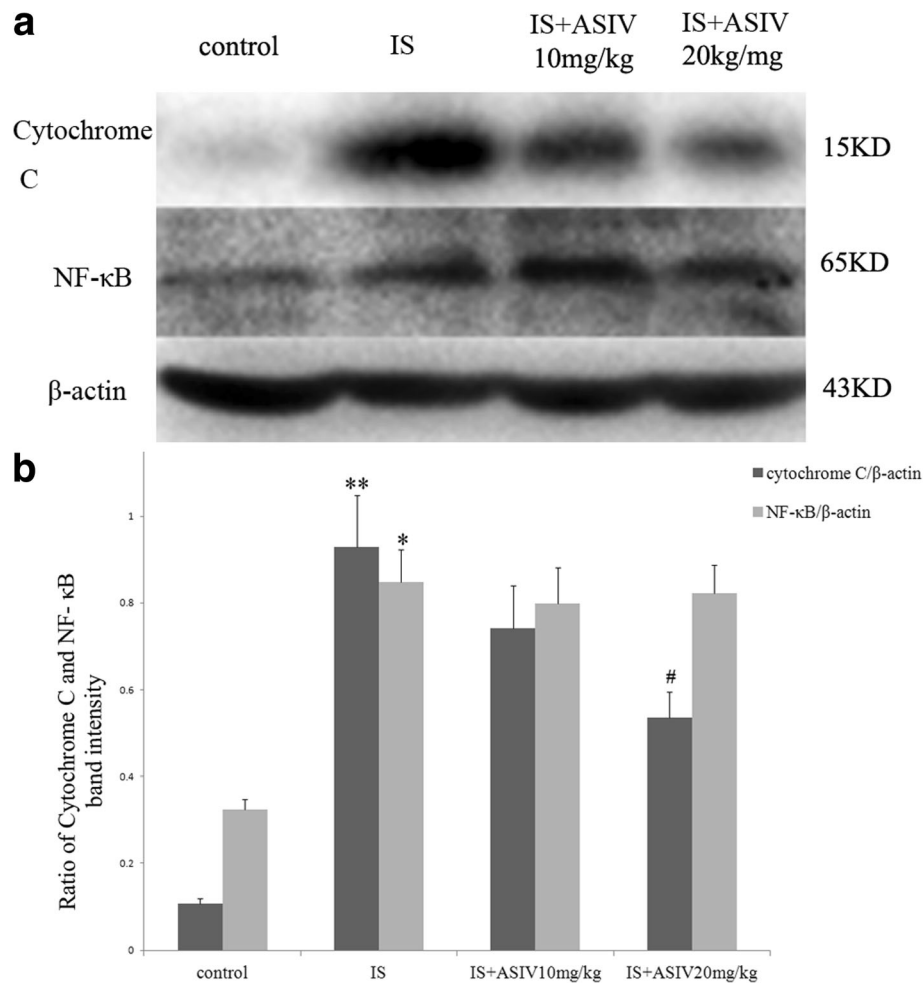 a
control
IS
IS+ASIV
10mg/kg
IS+ASIV
20kg/mg
Cytochrome
C
15KD
NF-κB
65KD
β-actin
43KD
b
cytochrome C/β-actin
NF-κB/β-actin
Ratio of Cytochrome C and NF- κB
band intensity
1
0.8
0.6
0.4
0.2
0
**
*
#
control
IS
IS+ASIV10mg/kg
IS+ASIV20mg/kg